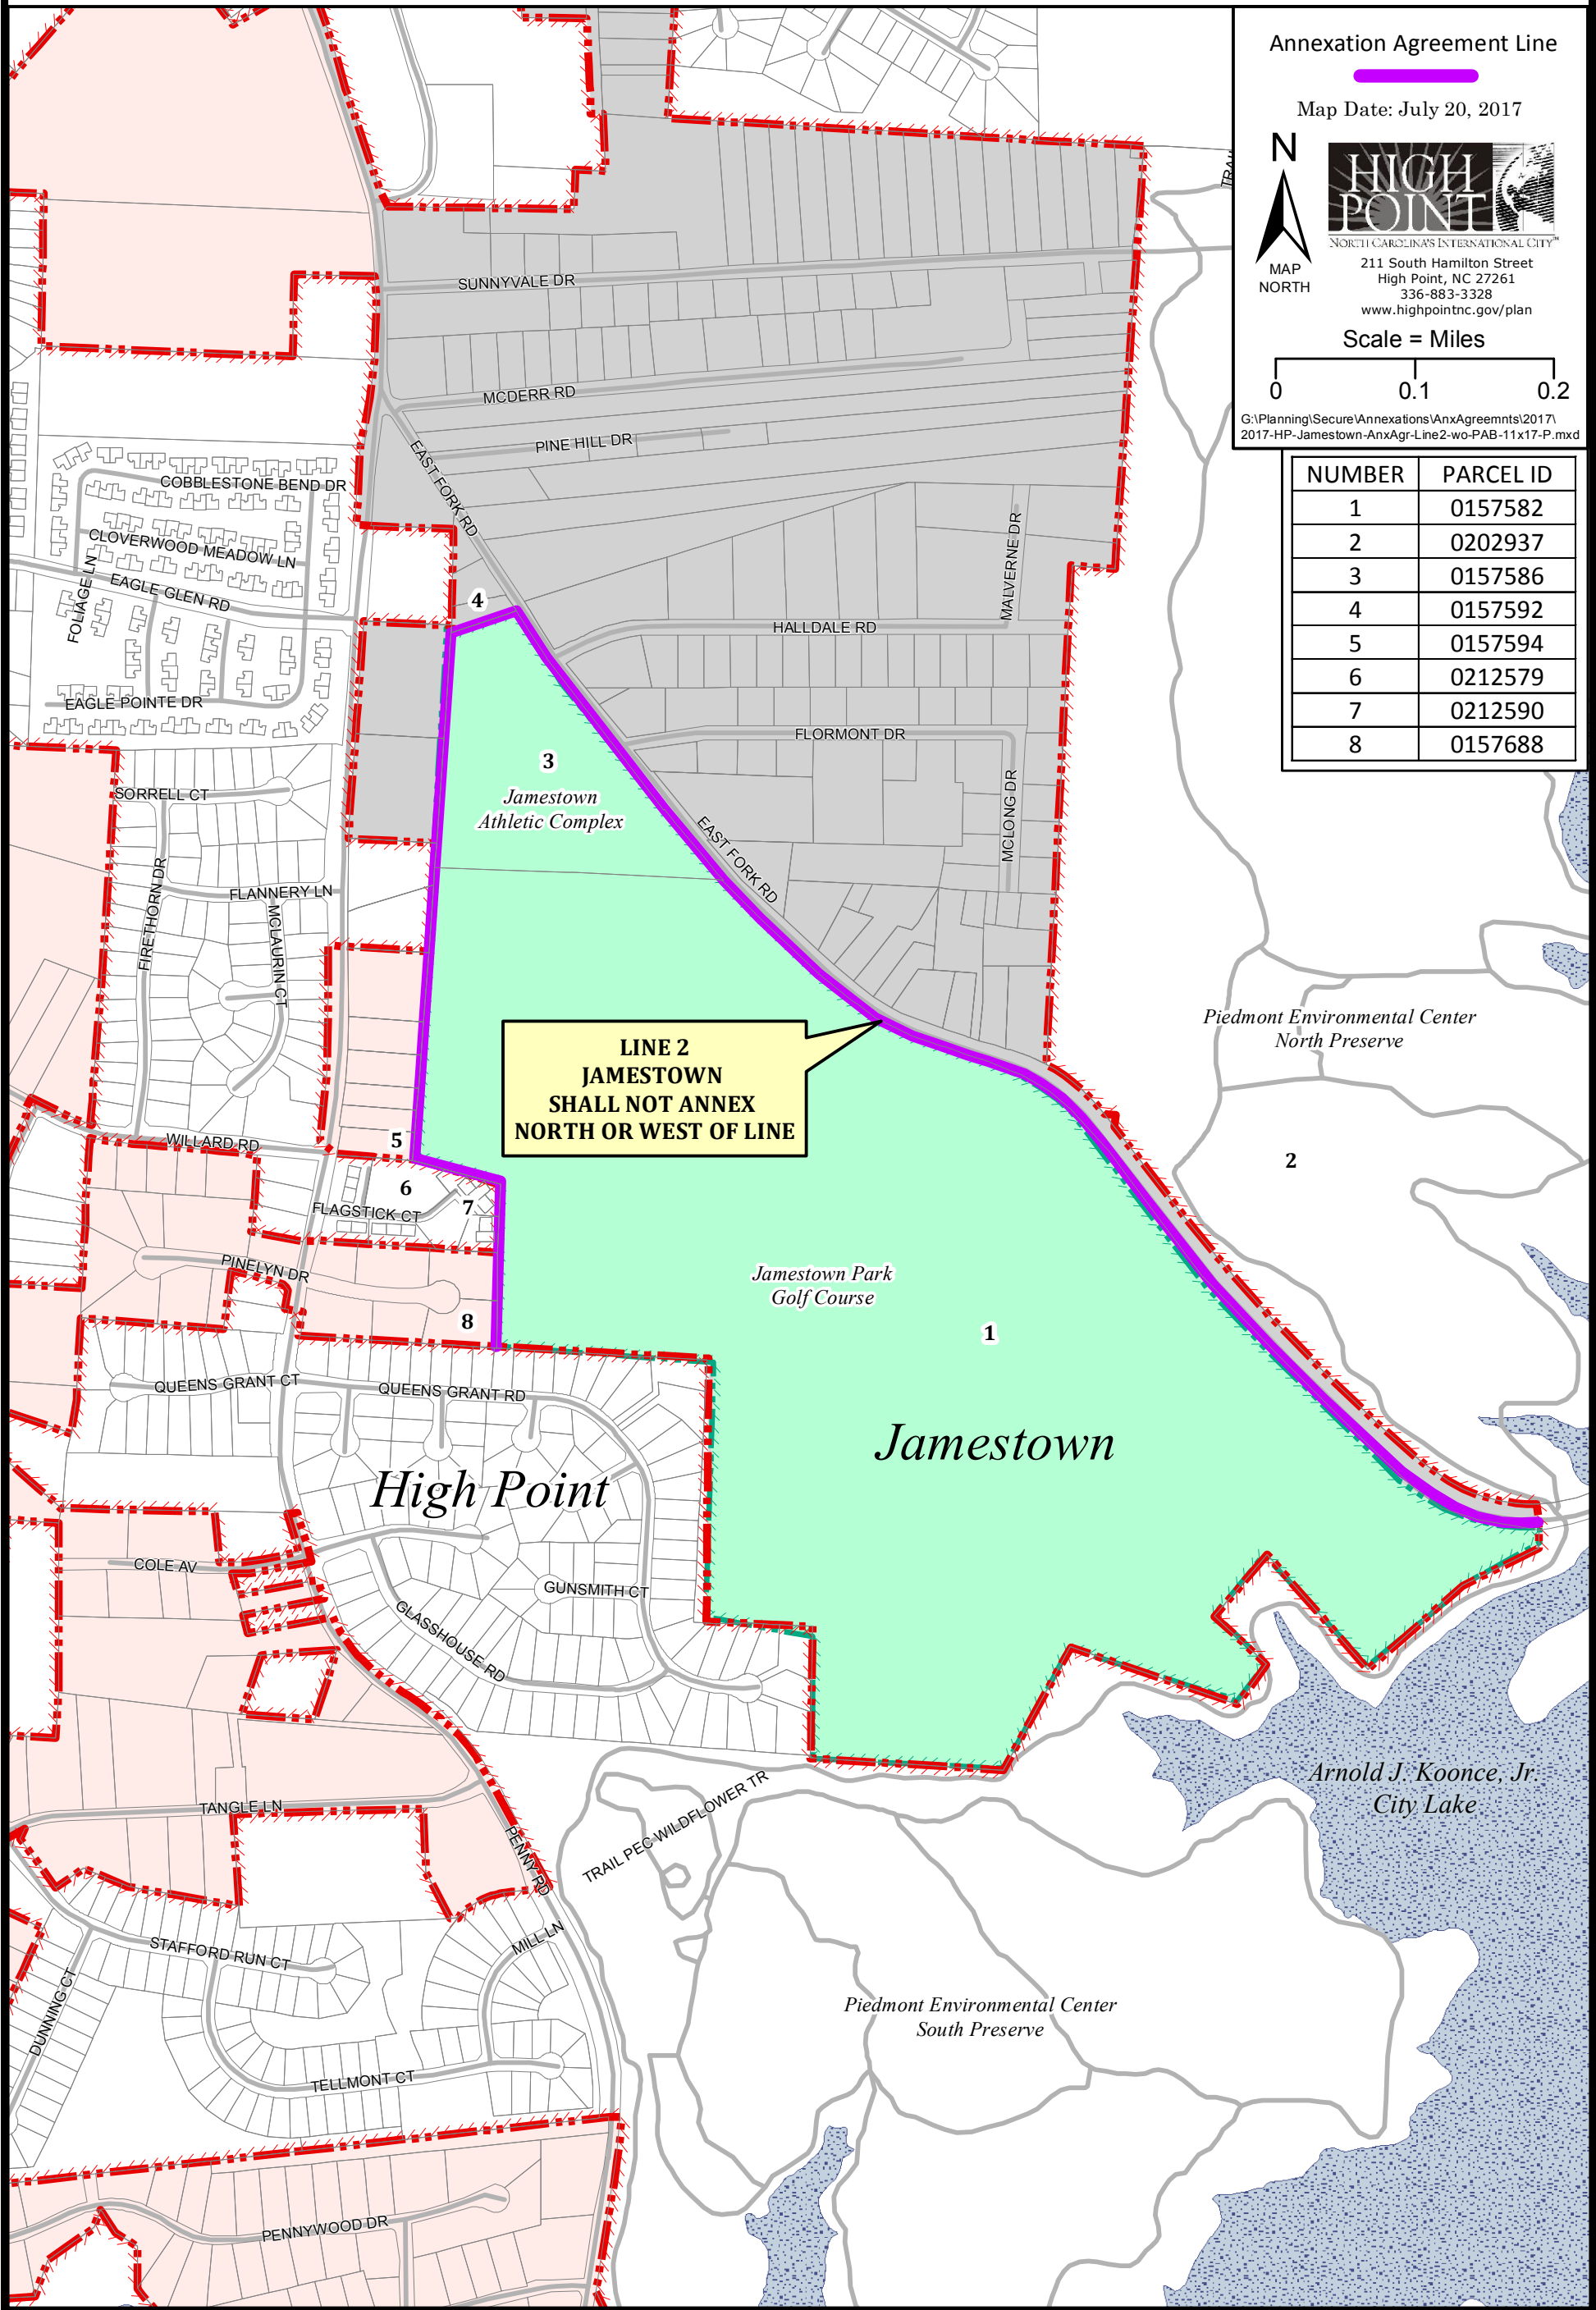 Annexation Agreement Line
Map Date: July 20, 2017
N
MAP
NORTH
HIGH
POINT
NORTH CAROLINA'S INTERNATIONAL CITY™
211 South Hamilton Street
High Point, NC 27261
336-883-3328
www.highpointnc.gov/plan
Scale = Miles
0 0.1 0.2
G:\Planning\Secure\Annexations\AnxAgreemnts\2017\
2017-HP-Jamestown-AnxAgr-Line2-wo-PAB-11x17-P.mxd
NUMBER PARCEL ID
1 0157582
2 0202937
3 0157586
4 0157592
5 0157594
6 0212579
7 0212590
8 0157688
SUNNYVALE DR
MCDERR RD
PINE HILL DR
EAST FORK RD
COBBLESTONE BEND DR
CLOVERWOOD MEADOW LN
FOLIAGE LN
EAGLE GLEN RD
EAGLE POINTE DR
MALVERNE DR
HALLDALE RD
4
FLORMONT DR
MCLONG DR
3
Jamestown
Athletic Complex
EAST FORK RD
SORRELL CT
FIRETHORN DR
FLANNERY LN
MCLAURIN CT
Piedmont Environmental Center
North Preserve
LINE 2
JAMESTOWN
SHALL NOT ANNEX
NORTH OR WEST OF LINE
WILLARD RD
5
2
6
7
FLAGSTICK CT
PINELYN DR
8
Jamestown Park
Golf Course
1
QUEENS GRANT CT
QUEENS GRANT RD
Jamestown
High Point
COLE AV
GUNSMITH CT
GLASSHOUSE RD
Arnold J. Koonce, Jr.
City Lake
TANGLE LN
TRAIL PEC WILDFLOWER TR
PENNY RD
MILL LN
STAFFORD RUN CT
DUNNING CT
Piedmont Environmental Center
South Preserve
TELLMONT CT
PENNYWOOD DR